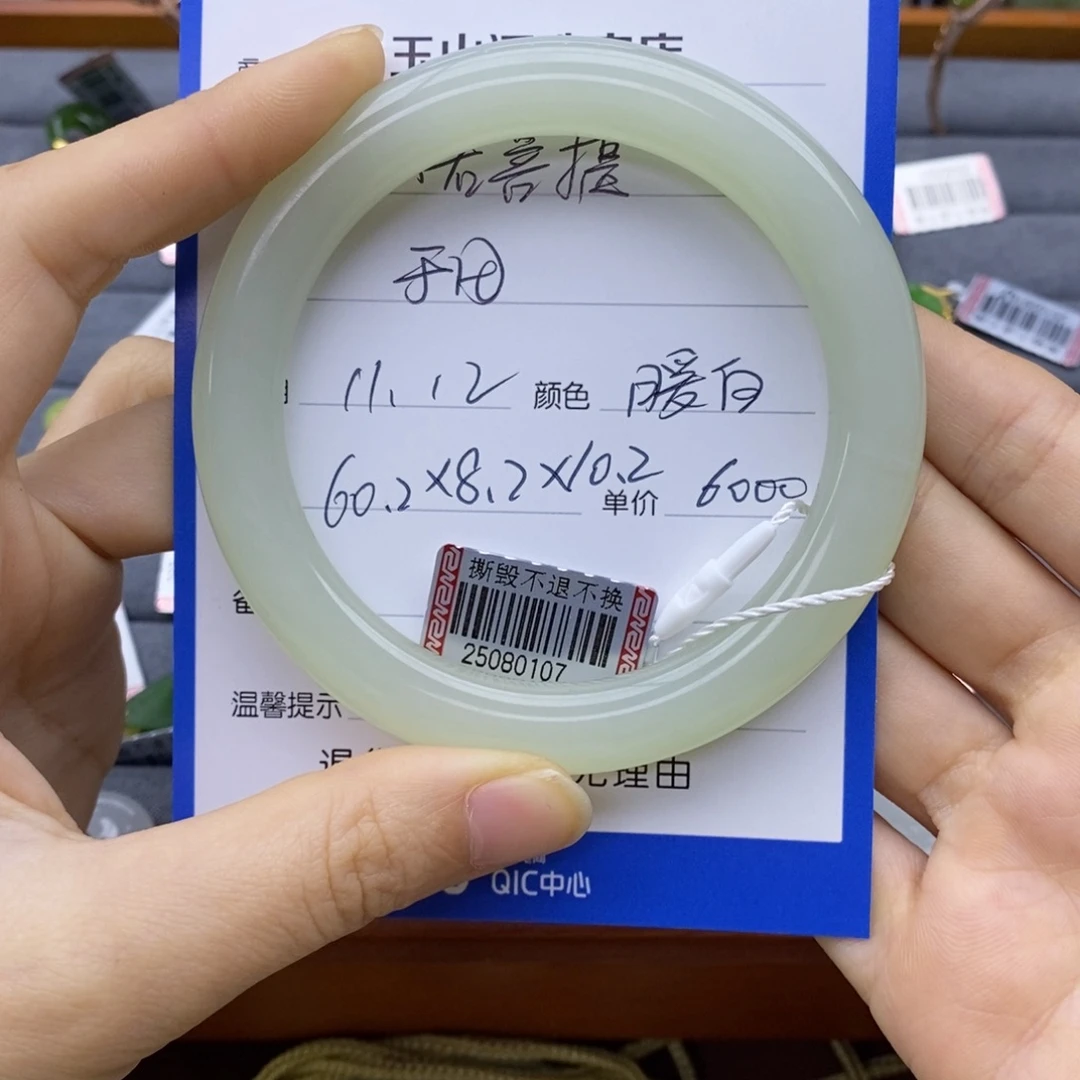 菩提
于田
11.12 颜色 暖白
60.2×8.2×10.2 单价 6000
撕毁不退不换
25080107
温馨提示
理由
QIC中心